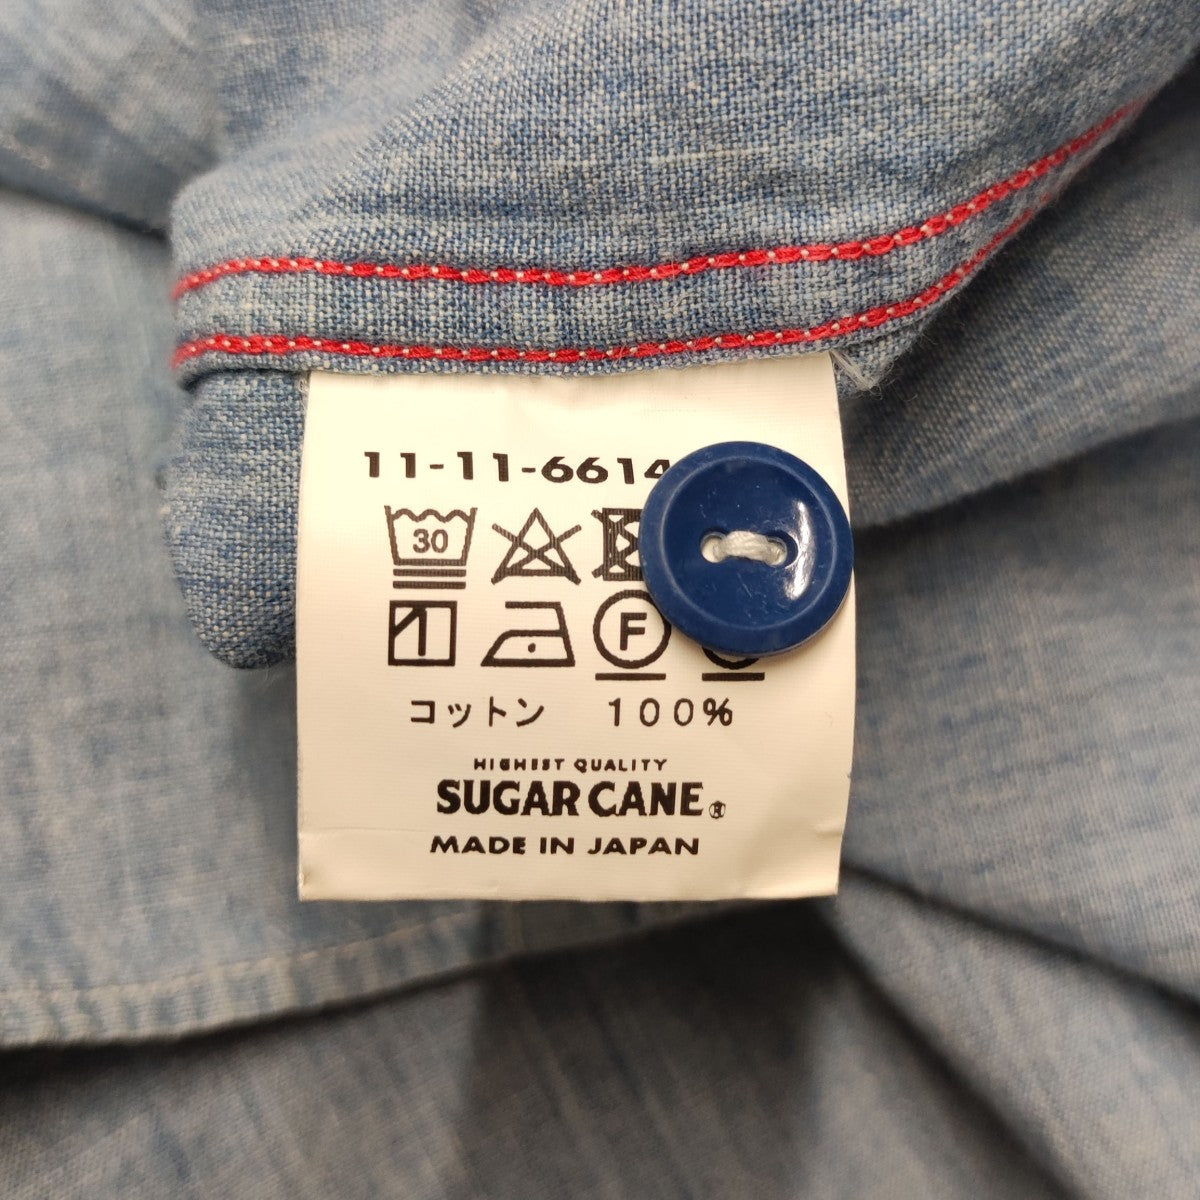 11-11-6614
30
F
コットン 100%
HIGHEST QUALITY
SUGAR CANE®
MADE IN JAPAN